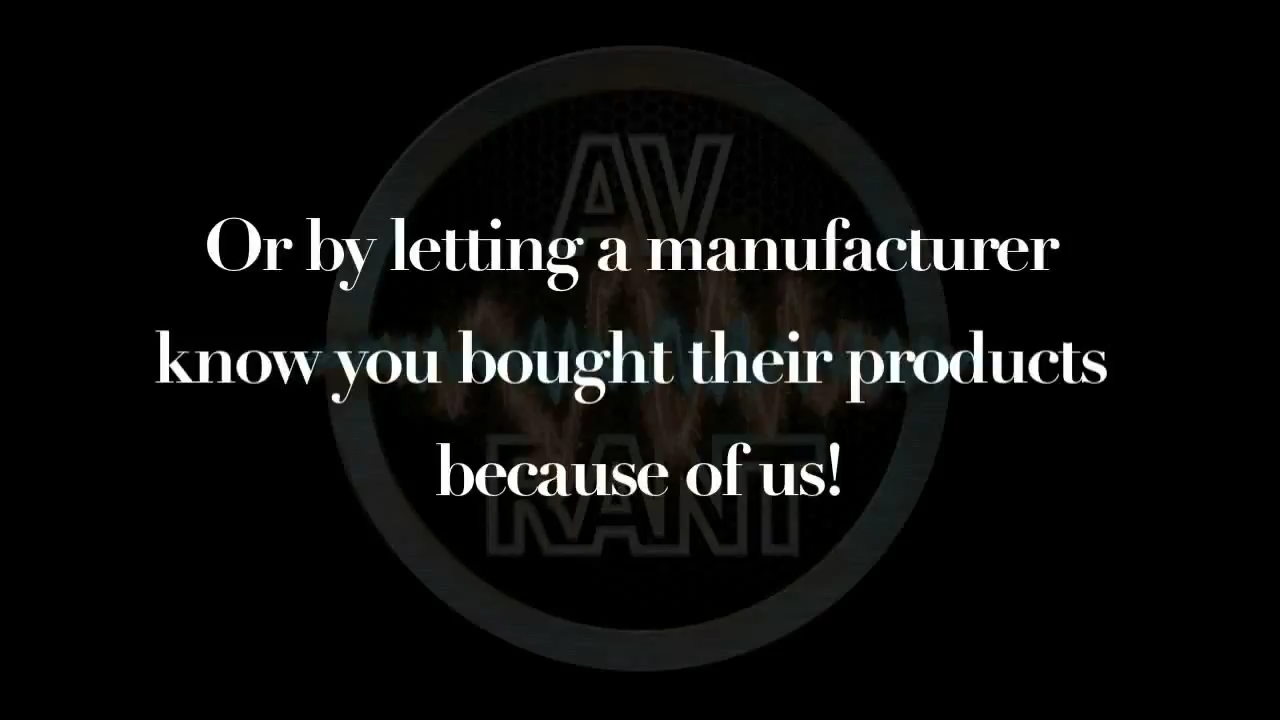 AV
Or by letting a manufacturer
know you bought their products
because of us!
RANT